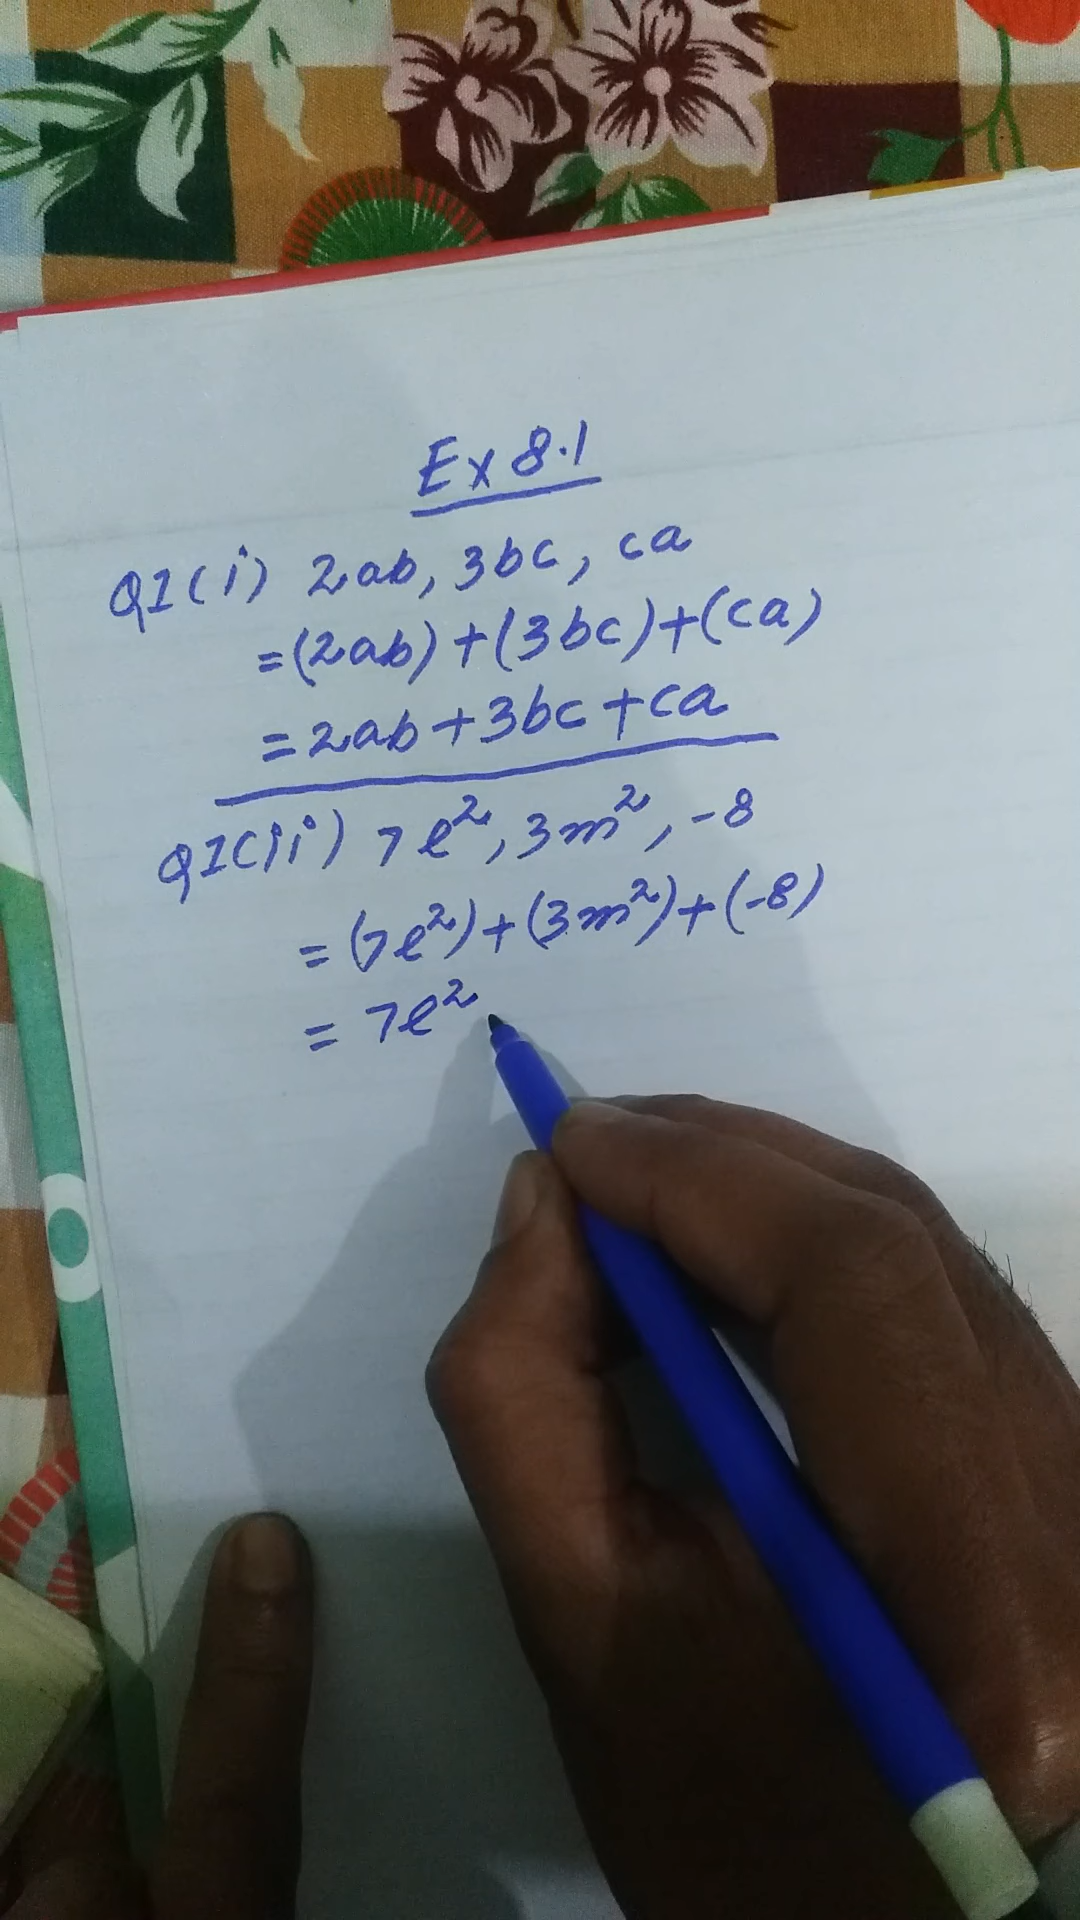 Ex 8.1
Q1(i) 2ab, 3bc, ca
=(2ab)+(3bc)+(ca)
=2ab+3bc+ca
Q1(ii) 7l², 3m², -8
= (7l²)+(3m²)+(-8)
= 7l²